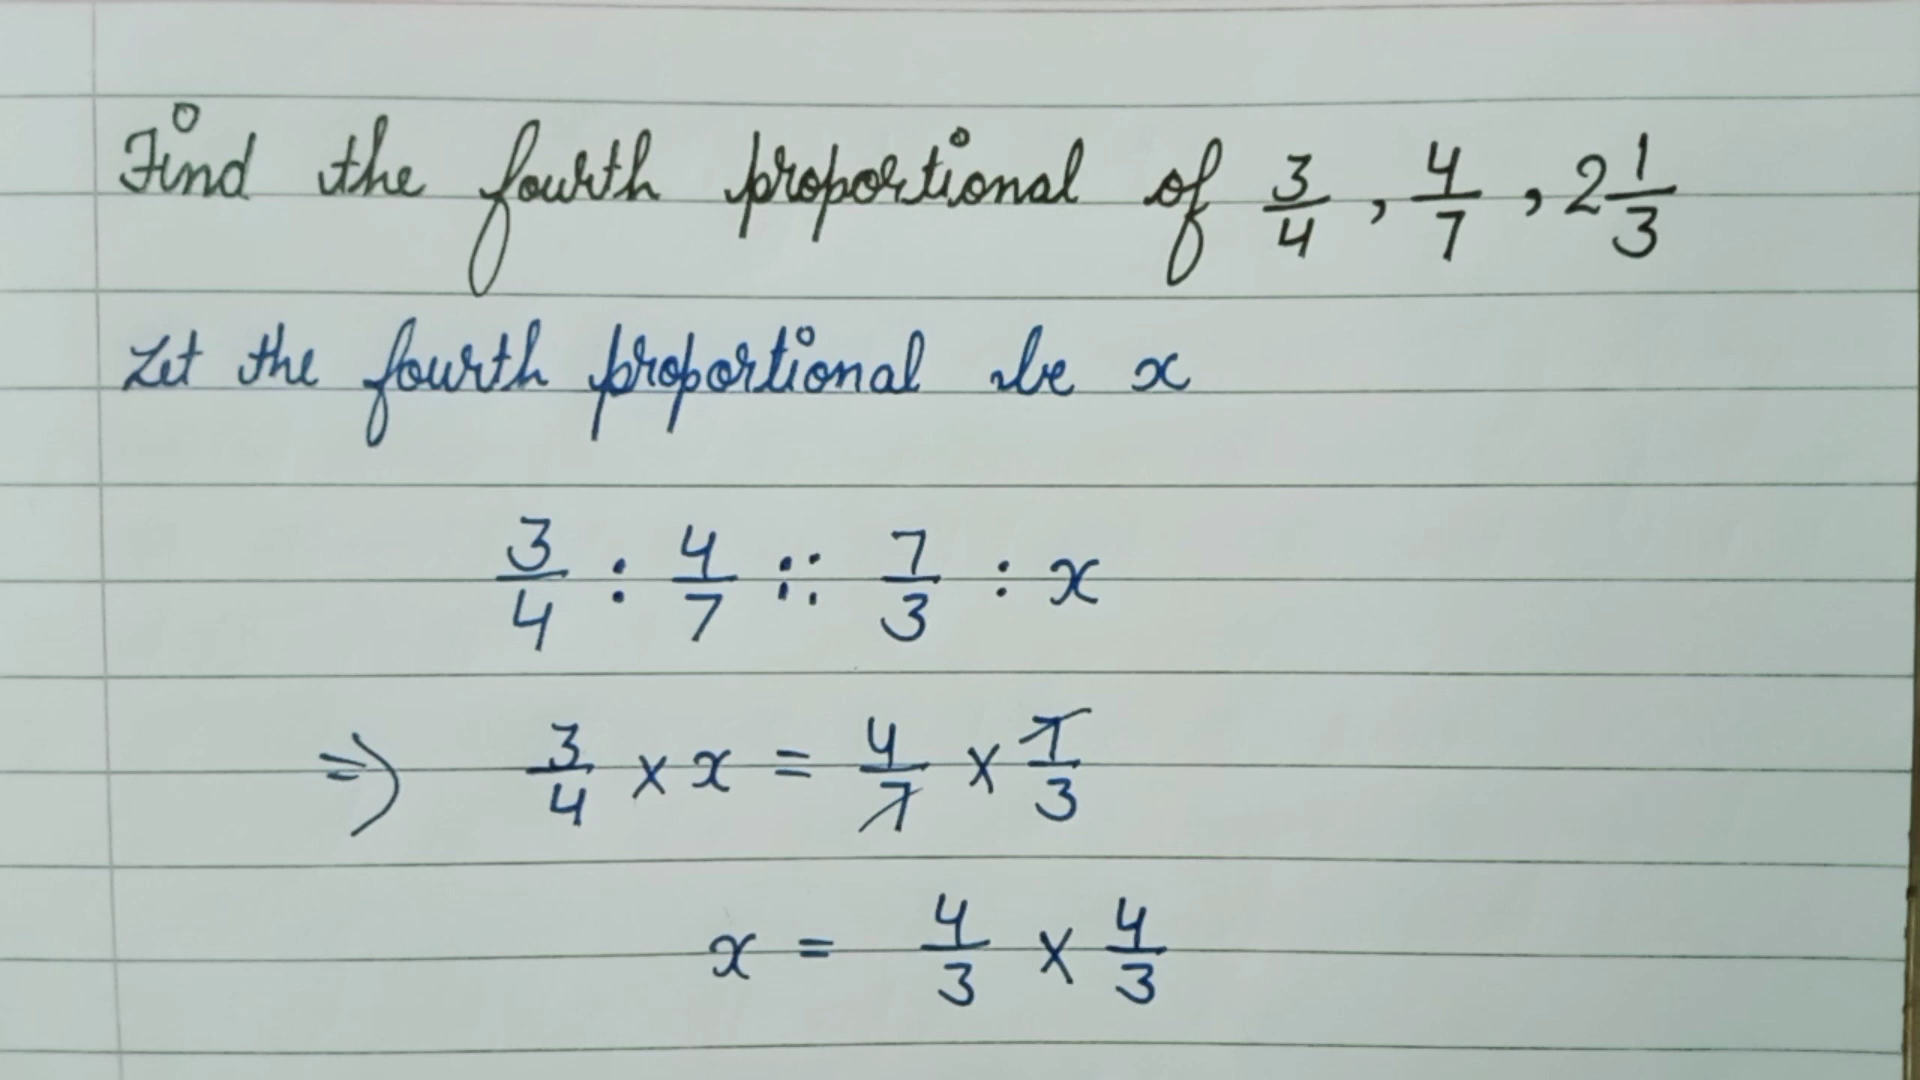 Find the fourth proportional of 3/4, 4/7, 2 1/3
Let the fourth proportional be x
3/4 : 4/7 :: 7/3 : x
⇒ 3/4 × x = 4/7 × 7/3
x = 4/3 × 4/3